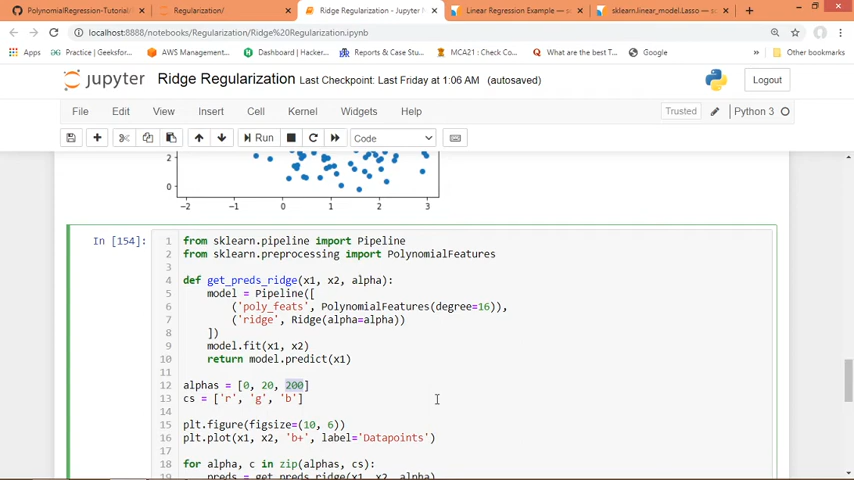 PolynomialRegression-Tutorial/
Regularization/
Ridge Regularization - Jupyter N
Linear Regression Example —
sklearn.linear_model.Lasso —
localhost:8888/notebooks/Regularization/Ridge%20Regularization.ipynb
Apps
Practice | Geeksfor...
AWS Management...
Dashboard | Hacker...
Reports & Case Stu...
MCA21 : Check Co...
What are the best T...
Google
Other bookmarks
jupyter Ridge Regularization Last Checkpoint: Last Friday at 1:06 AM (autosaved)
Logout
File Edit View Insert Cell Kernel Widgets Help
Trusted
Python 3
Run
Code
2
0
−2 −1 0 1 2 3
In [154]:
1 from sklearn.pipeline import Pipeline
2 from sklearn.preprocessing import PolynomialFeatures
3
4 def get_preds_ridge(x1, x2, alpha):
5 model = Pipeline([
6 ('poly_feats', PolynomialFeatures(degree=16)),
7 ('ridge', Ridge(alpha=alpha))
8 ])
9 model.fit(x1, x2)
10 return model.predict(x1)
11
12 alphas = [0, 20, 200]
13 cs = ['r', 'g', 'b']
14
15 plt.figure(figsize=(10, 6))
16 plt.plot(x1, x2, 'b+', label='Datapoints')
17
18 for alpha, c in zip(alphas, cs):
19 preds = get_preds_ridge(x1, x2, alpha)